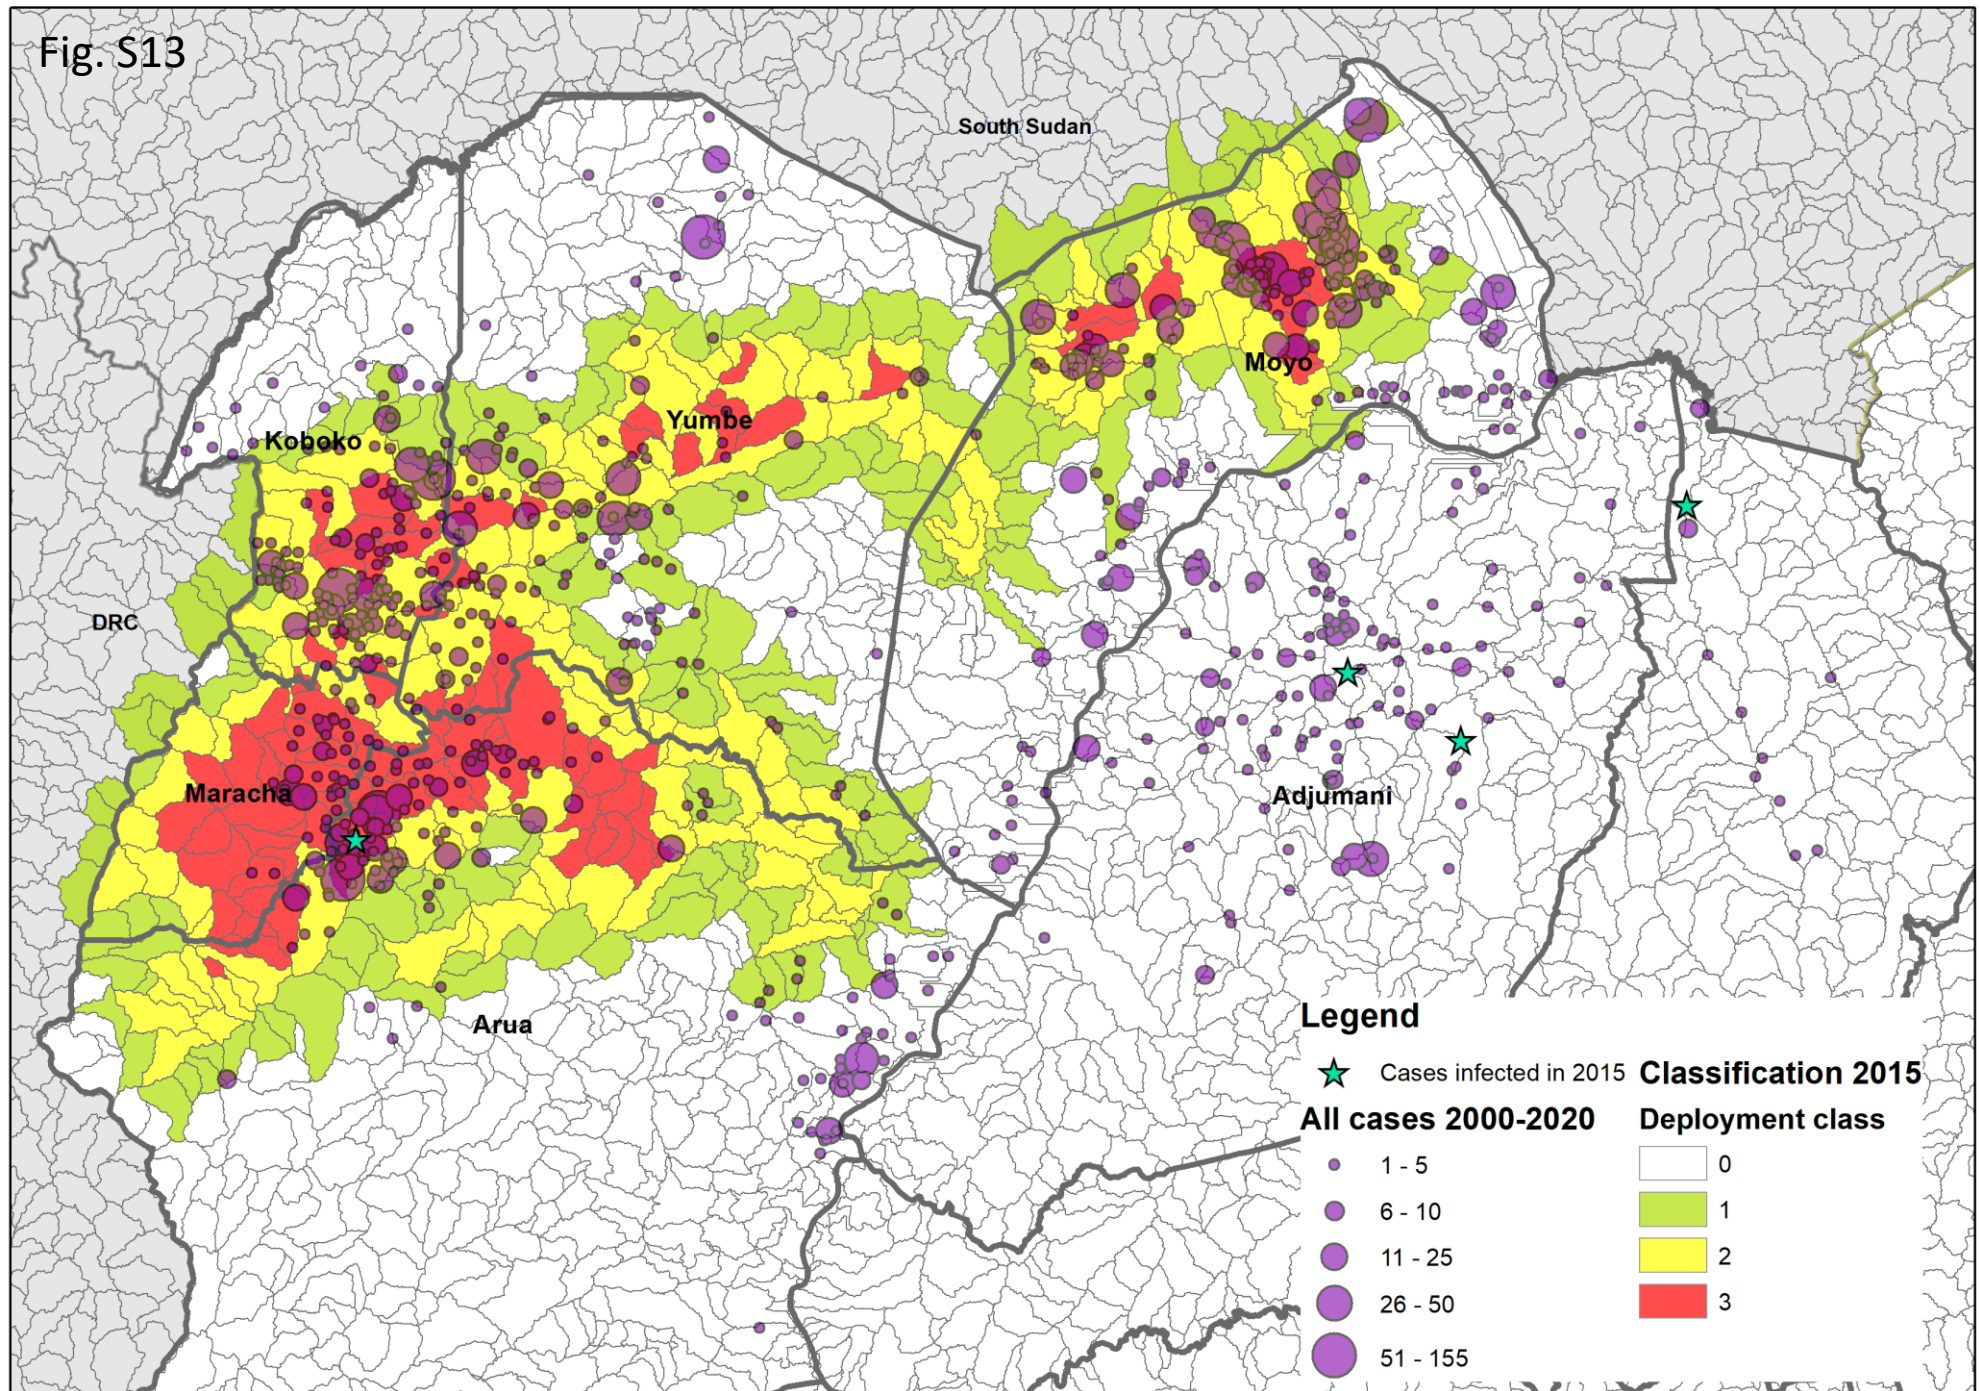 Fig. S13
South Sudan
Moyo
Yumbe
Koboko
DRC
Maracha
Adjumani
Arua
Legend
Cases infected in 2015
All cases 2000-2020
1 - 5
6 - 10
11 - 25
26 - 50
51 - 155
Classification 2015
Deployment class
0
1
2
3